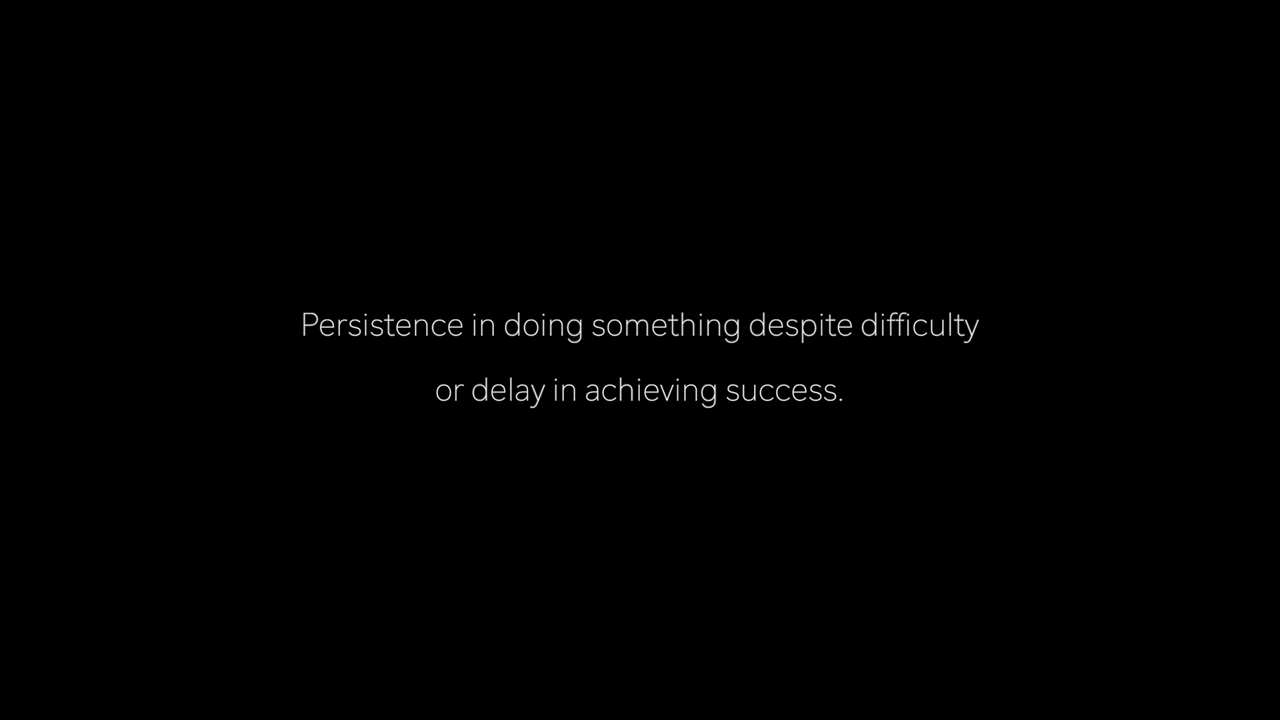 Persistence in doing something despite difficulty
or delay in achieving success.